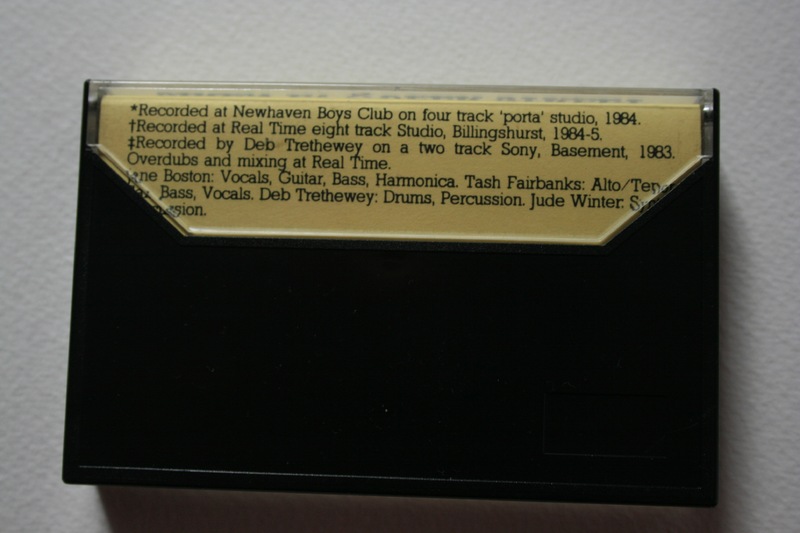 *Recorded at Newhaven Boys Club on four track 'porta' studio, 1984.
†Recorded at Real Time eight track Studio, Billingshurst, 1984-5.
‡Recorded by Deb Trethewey on a two track Sony, Basement, 1983.
Overdubs and mixing at Real Time.
Boston: Vocals, Guitar, Bass, Harmonica. Tash Fairbanks: Alto/Tenor
Bass, Vocals. Deb Trethewey: Drums, Percussion. Jude Winter: